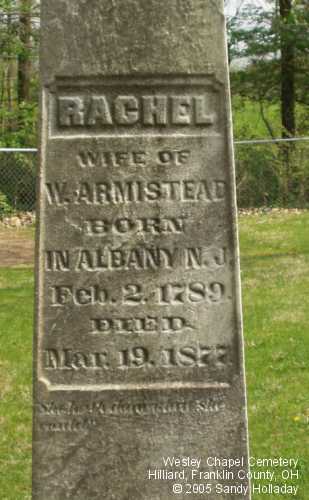 RACHEL
WIFE OF
W. ARMISTEAD
BORN
IN ALBANY N.J.
Feb. 2. 1789.
DIED
Mar. 19. 1877
She
Wesley Chapel Cemetery
Hilliard, Franklin County, OH
© 2005 Sandy Holladay